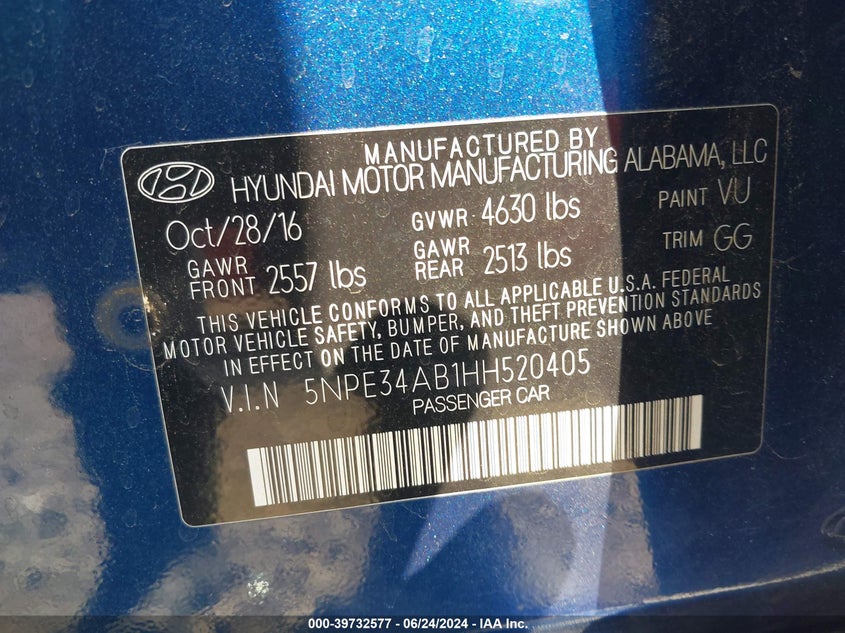 MANUFACTURED BY
HYUNDAI MOTOR MANUFACTURING ALABAMA, LLC
Oct/28/16 GVWR 4630 lbs PAINT VU
GAWR FRONT 2557 lbs GAWR REAR 2513 lbs TRIM GG
THIS VEHICLE CONFORMS TO ALL APPLICABLE U.S.A. FEDERAL
MOTOR VEHICLE SAFETY, BUMPER, AND THEFT PREVENTION STANDARDS
IN EFFECT ON THE DATE OF MANUFACTURE SHOWN ABOVE
V.I.N 5NPE34AB1HH520405
PASSENGER CAR
000-39732577 - 06/24/2024 - IAA Inc.